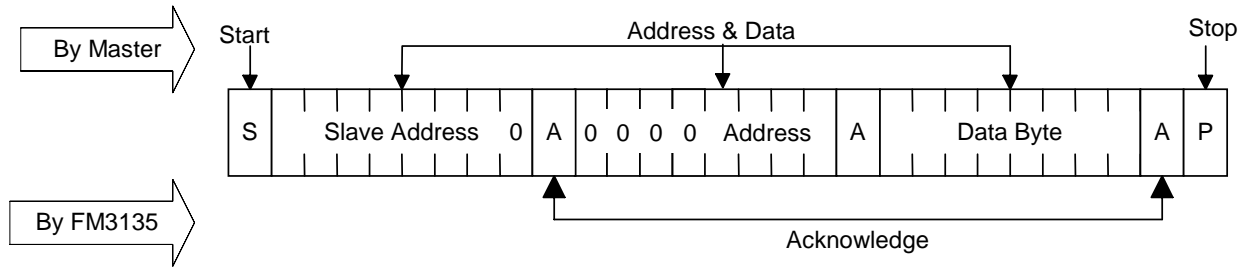 By Master
Start
Address & Data
Stop
S Slave Address 0 A 0 0 0 0 Address A Data Byte A P
By FM3135
Acknowledge